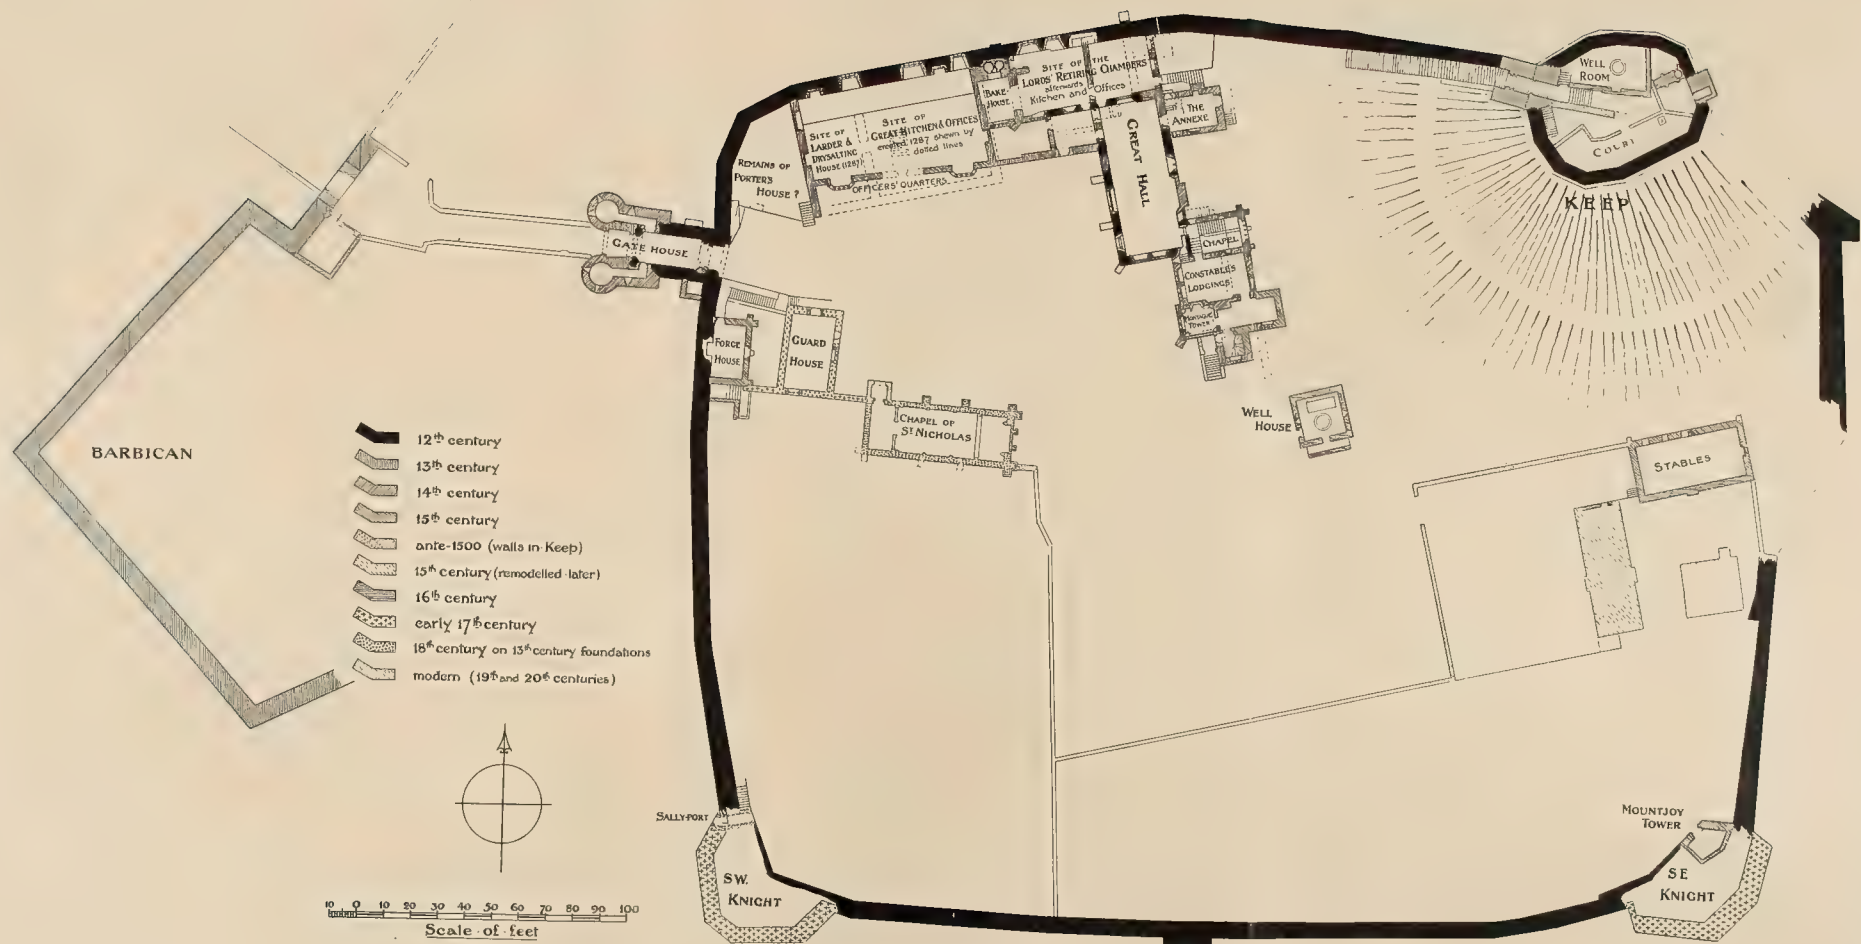 WELL
ROOM
COURT
KEEP
SITE OF THE
LORDS' RETIRING CHAMBERS
afterwards
Kitchen and Offices
BAKE-
HOUSE
THE
ANNEXE
GREAT
HALL
SITE OF
GREAT KITCHEN & OFFICES
erected 1287 shewn by
dotted lines
SITE OF
LARDER &
DRYSALTING
HOUSE (1287)
OFFICERS' QUARTERS
REMAINS OF
PORTER'S
HOUSE ?
GATE HOUSE
CHAPEL
CONSTABLE'S
LODGINGS
TOWER
FORGE
HOUSE
GUARD
HOUSE
CHAPEL OF
ST NICHOLAS
WELL
HOUSE
STABLES
BARBICAN
12th century
13th century
14th century
15th century
ante-1500 (walls in Keep)
15th century (remodelled later)
16th century
early 17th century
18th century on 13th century foundations
modern (19th and 20th centuries)
SALLY-PORT
SW.
KNIGHT
MOUNTJOY
TOWER
SE
KNIGHT
10 0 10 20 30 40 50 60 70 80 90 100
Scale of feet